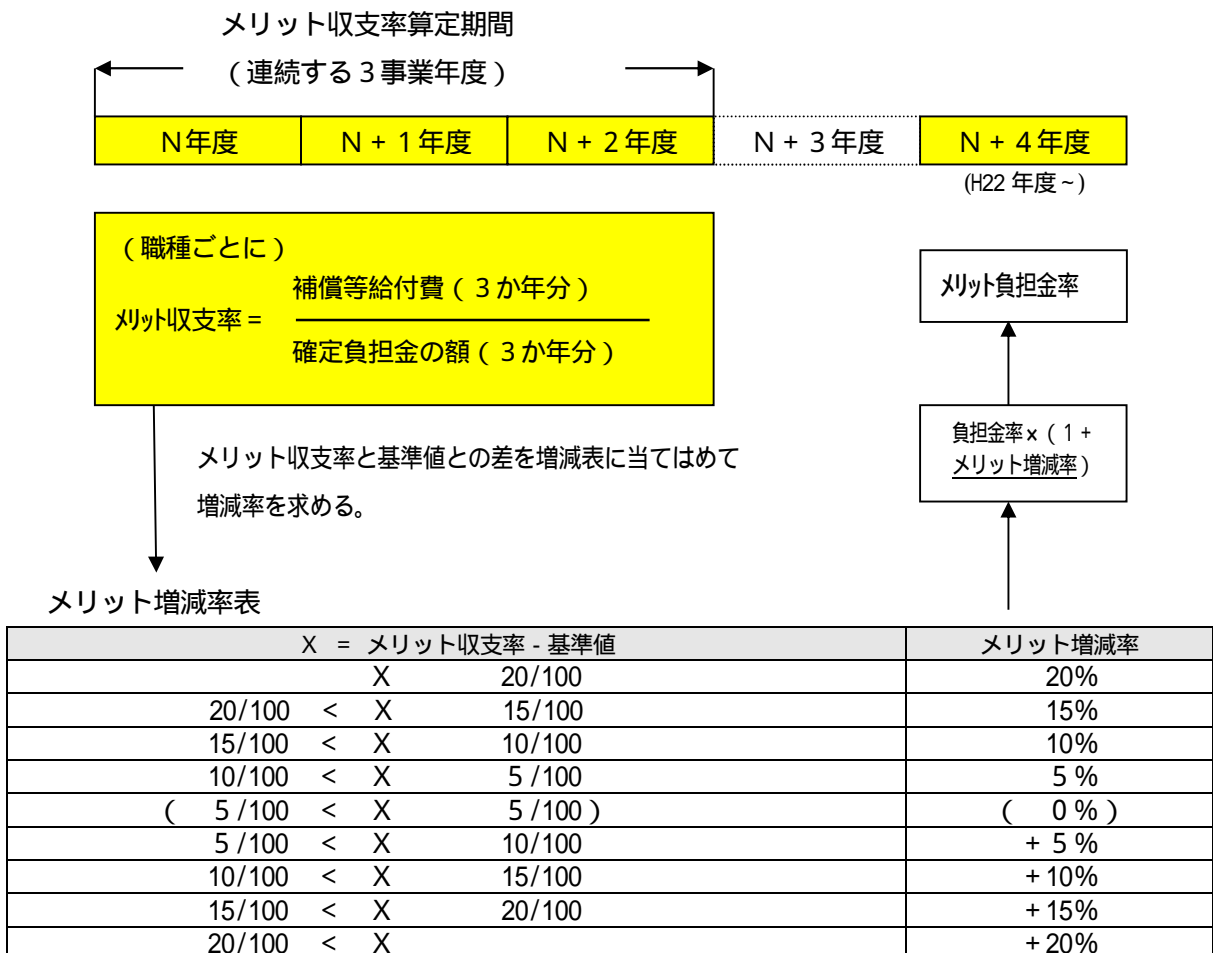 メリット収支率算定期間
（連続する３事業年度）
Ｎ年度 Ｎ＋１年度 Ｎ＋２年度 Ｎ＋３年度 Ｎ＋４年度
(H22 年度～)
（職種ごとに）
補償等給付費（３か年分）
ﾒﾘｯﾄ収支率＝
確定負担金の額（３か年分）
ﾒﾘｯﾄ負担金率
負担金率×（１＋
メリット増減率）
メリット収支率と基準値との差を増減表に当てはめて
増減率を求める。
メリット増減率表
X = メリット収支率 - 基準値 メリット増減率
X 20/100 20%
20/100 < X 15/100 15%
15/100 < X 10/100 10%
10/100 < X 5/100 5%
( 5/100 < X 5/100 ) ( 0% )
5/100 < X 10/100 +5%
10/100 < X 15/100 +10%
15/100 < X 20/100 +15%
20/100 < X +20%